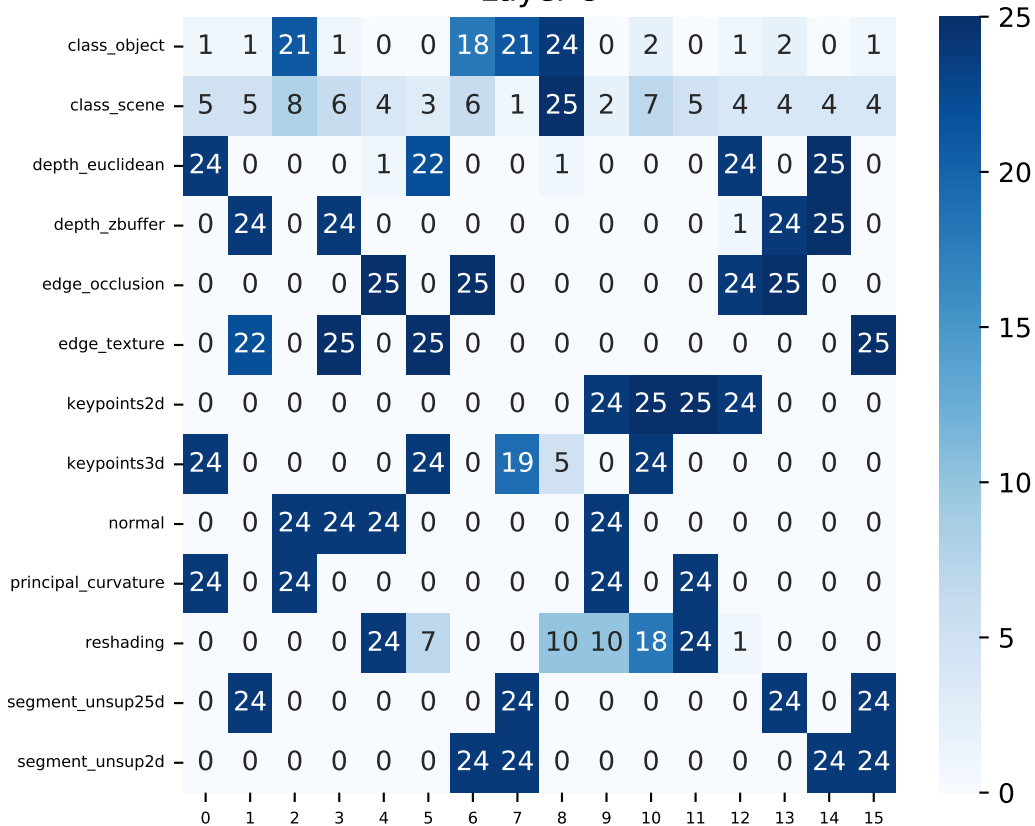 class_object 1 1 21 1 0 0 18 21 24 0 2 0 1 2 0 1
class_scene 5 5 8 6 4 3 6 1 25 2 7 5 4 4 4 4
depth_euclidean 24 0 0 0 1 22 0 0 1 0 0 0 24 0 25 0
depth_zbuffer 0 24 0 24 0 0 0 0 0 0 0 0 1 24 25 0
edge_occlusion 0 0 0 0 25 0 25 0 0 0 0 0 24 25 0 0
edge_texture 0 22 0 25 0 25 0 0 0 0 0 0 0 0 0 25
keypoints2d 0 0 0 0 0 0 0 0 0 24 25 25 24 0 0 0
keypoints3d 24 0 0 0 0 24 0 19 5 0 24 0 0 0 0 0
normal 0 0 24 24 24 0 0 0 0 24 0 0 0 0 0 0
principal_curvature 24 0 24 0 0 0 0 0 0 24 0 24 0 0 0 0
reshading 0 0 0 0 24 7 0 0 10 10 18 24 1 0 0 0
segment_unsup25d 0 24 0 0 0 0 0 24 0 0 0 0 0 24 0 24
segment_unsup2d 0 0 0 0 0 0 24 24 0 0 0 0 0 0 24 24
0 1 2 3 4 5 6 7 8 9 10 11 12 13 14 15
25
20
15
10
5
0